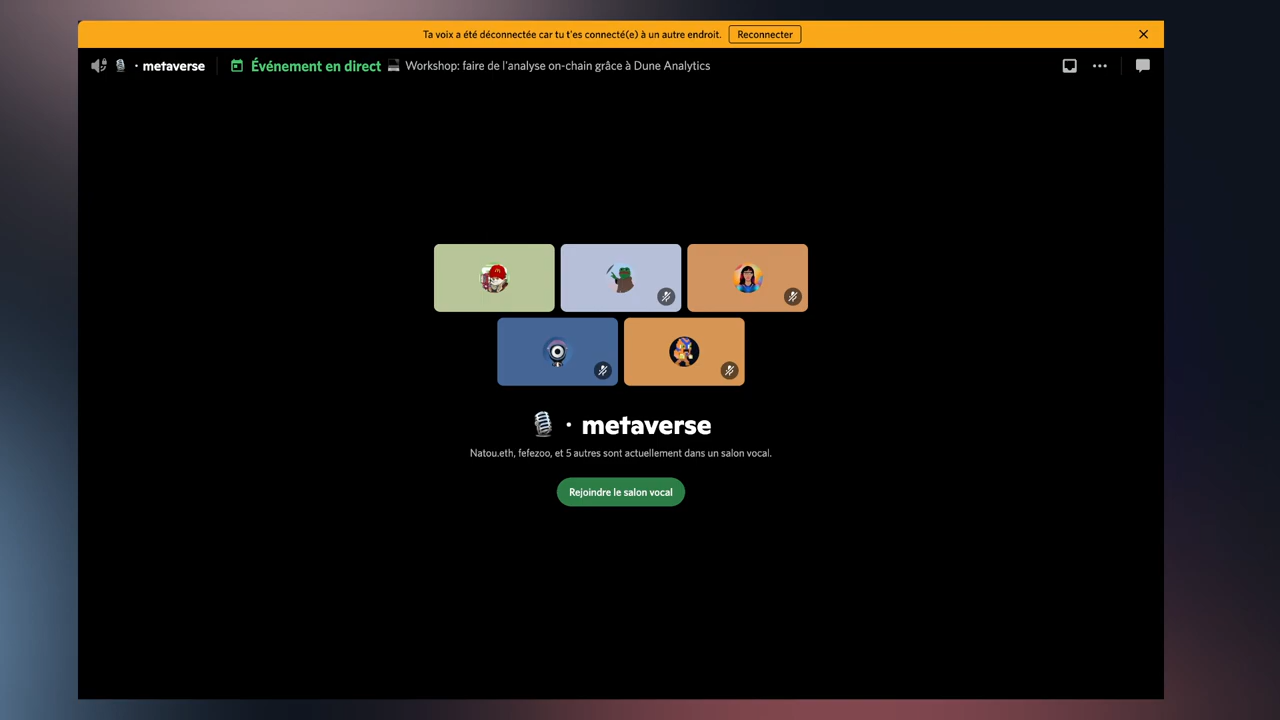 Ta voix a été déconnectée car tu t'es connecté(e) à un autre endroit. Reconnecter
· metaverse Événement en direct Workshop: faire de l'analyse on-chain grâce à Dune Analytics
· metaverse
Natou.eth, fefezoo, et 5 autres sont actuellement dans un salon vocal.
Rejoindre le salon vocal